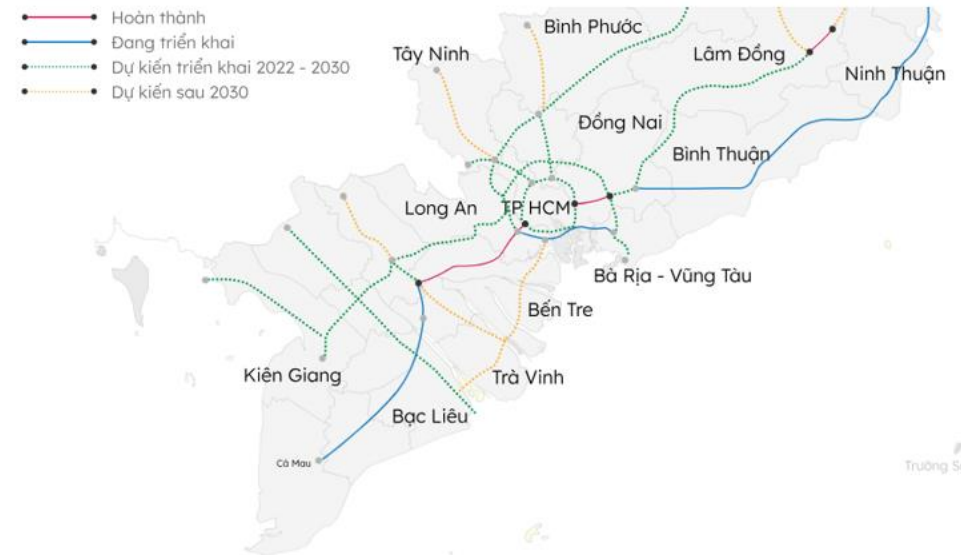 Hoàn thành
Đang triển khai
Dự kiến triển khai 2022 - 2030
Dự kiến sau 2030
Bình Phước
Tây Ninh
Lâm Đồng
Ninh Thuận
Đồng Nai
Bình Thuận
Long An
TP HCM
Bà Rịa - Vũng Tàu
Bến Tre
Kiên Giang
Trà Vinh
Bạc Liêu
Cà Mau
Trường S